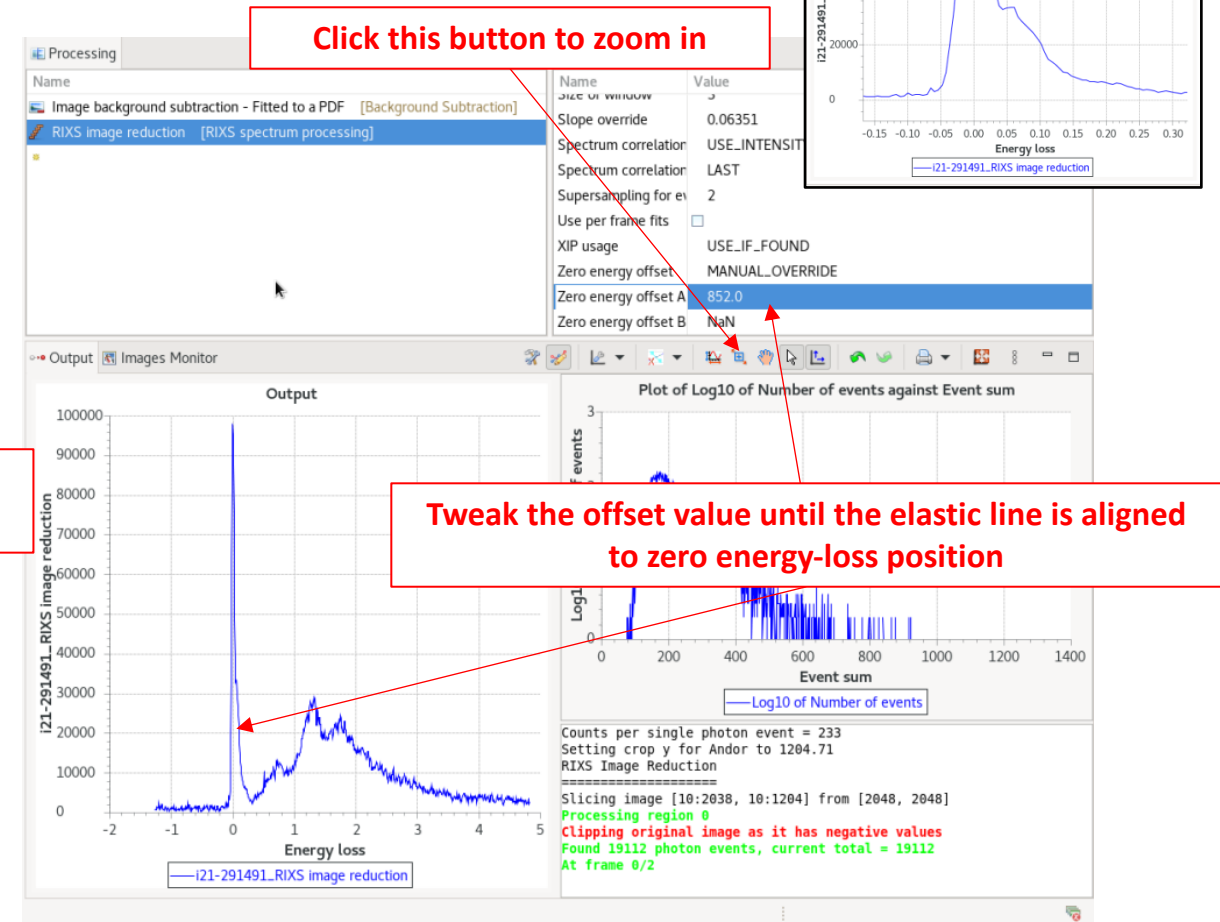 Click this button to zoom in
i21-291491_
20000
0
-0.15 -0.10 -0.05 0.00 0.05 0.10 0.15 0.20 0.25 0.30
Energy loss
i21-291491_RIXS image reduction
Processing
Name
Image background subtraction - Fitted to a PDF [Background Subtraction]
RIXS image reduction [RIXS spectrum processing]
Name Value
Size of window
Slope override 0.06351
Spectrum correlation USE_INTENSIT
Spectrum correlation LAST
Supersampling for ev 2
Use per frame fits
XIP usage USE_IF_FOUND
Zero energy offset MANUAL_OVERRIDE
Zero energy offset A 852.0
Zero energy offset B NaN
Output Images Monitor
Output
100000
90000
80000
70000
60000
50000
40000
30000
20000
10000
0
i21-291491_RIXS image reduction
-2 -1 0 1 2 3 4 5
Energy loss
i21-291491_RIXS image reduction
Plot of Log10 of Number of events against Event sum
3
0
Log1
events
0 200 400 600 800 1000 1200 1400
Event sum
Log10 of Number of events
Tweak the offset value until the elastic line is aligned
to zero energy-loss position
Counts per single photon event = 233
Setting crop y for Andor to 1204.71
RIXS Image Reduction
====================
Slicing image [10:2038, 10:1204] from [2048, 2048]
Processing region 0
Clipping original image as it has negative values
Found 19112 photon events, current total = 19112
At frame 0/2